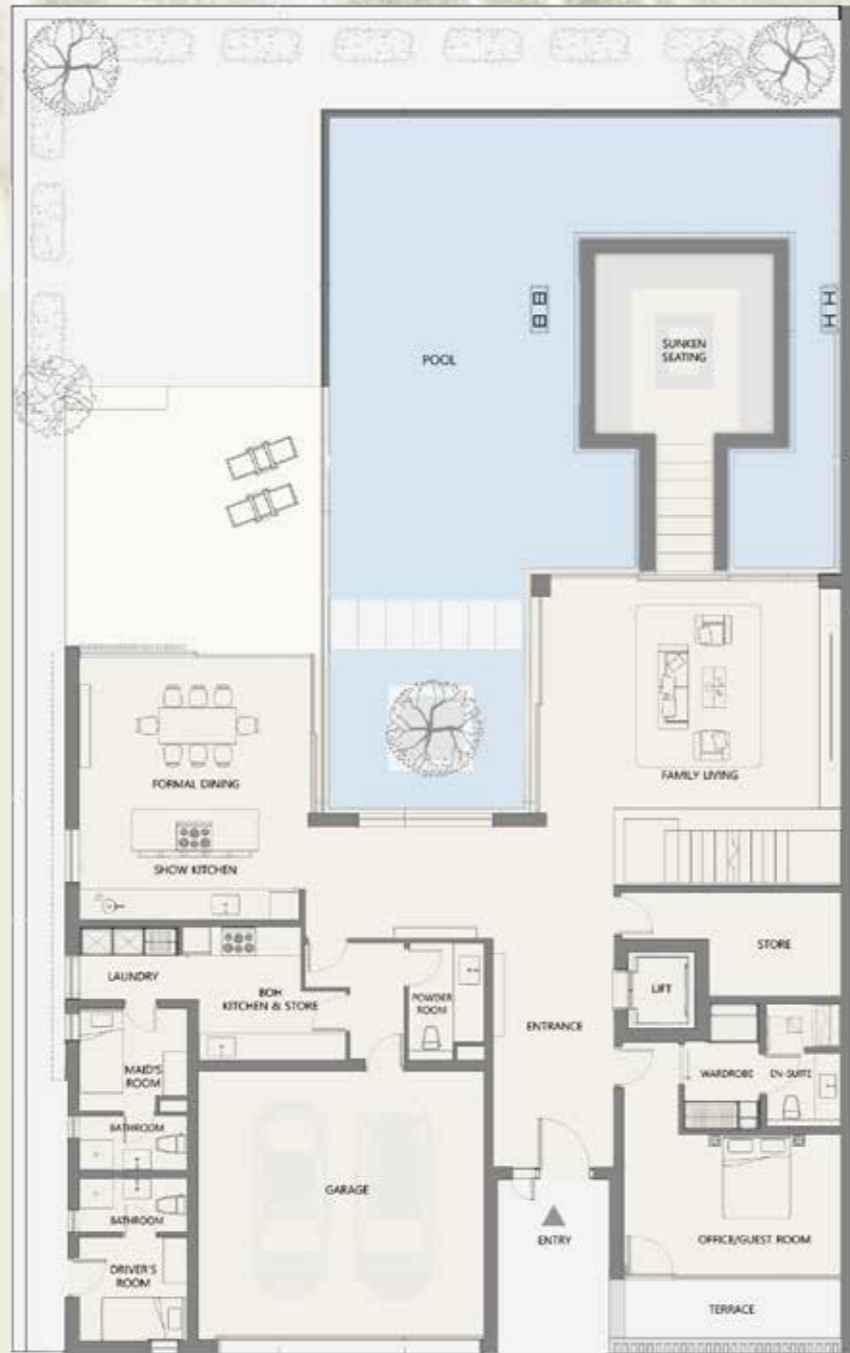 POOL
SUNKEN
SEATING
FORMAL DINING
FAMILY LIVING
SHOW KITCHEN
STORE
LAUNDRY
BOH
KITCHEN & STORE
LIFT
POWDER
ROOM
ENTRANCE
MAID'S
ROOM
WARDROBE
EN-SUITE
BATHROOM
GARAGE
BATHROOM
ENTRY
OFFICE/GUEST ROOM
DRIVER'S
ROOM
TERRACE